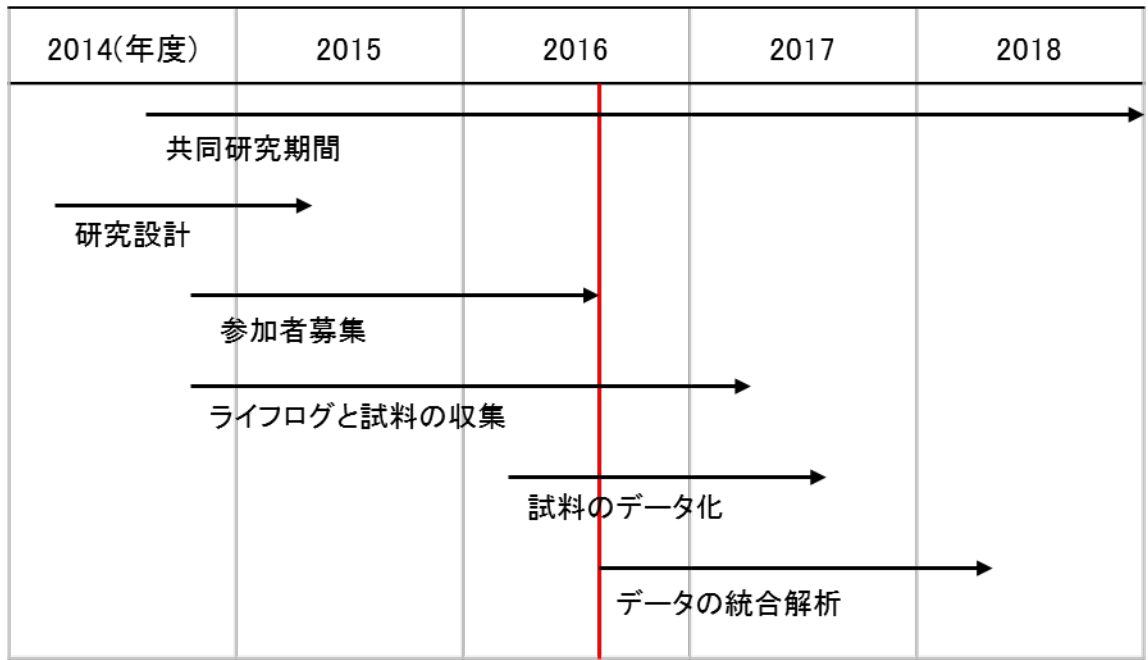 2014(年度) 2015 2016 2017 2018
共同研究期間
研究設計
参加者募集
ライフログと試料の収集
試料のデータ化
データの統合解析